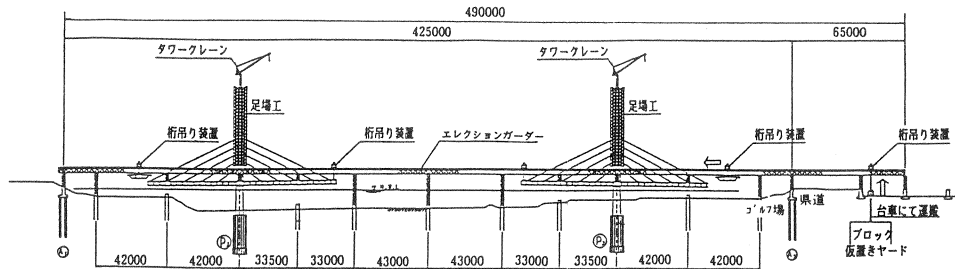 490000
425000
65000
タワークレーン
タワークレーン
足場工
足場工
桁吊り装置
桁吊り装置
エレクションガーダー
桁吊り装置
桁吊り装置
ゴルフ場
県道
台車にて運搬
ブロック
仮置きヤード
42000
42000
33500
33000
43000
43000
33000
33500
42000
42000